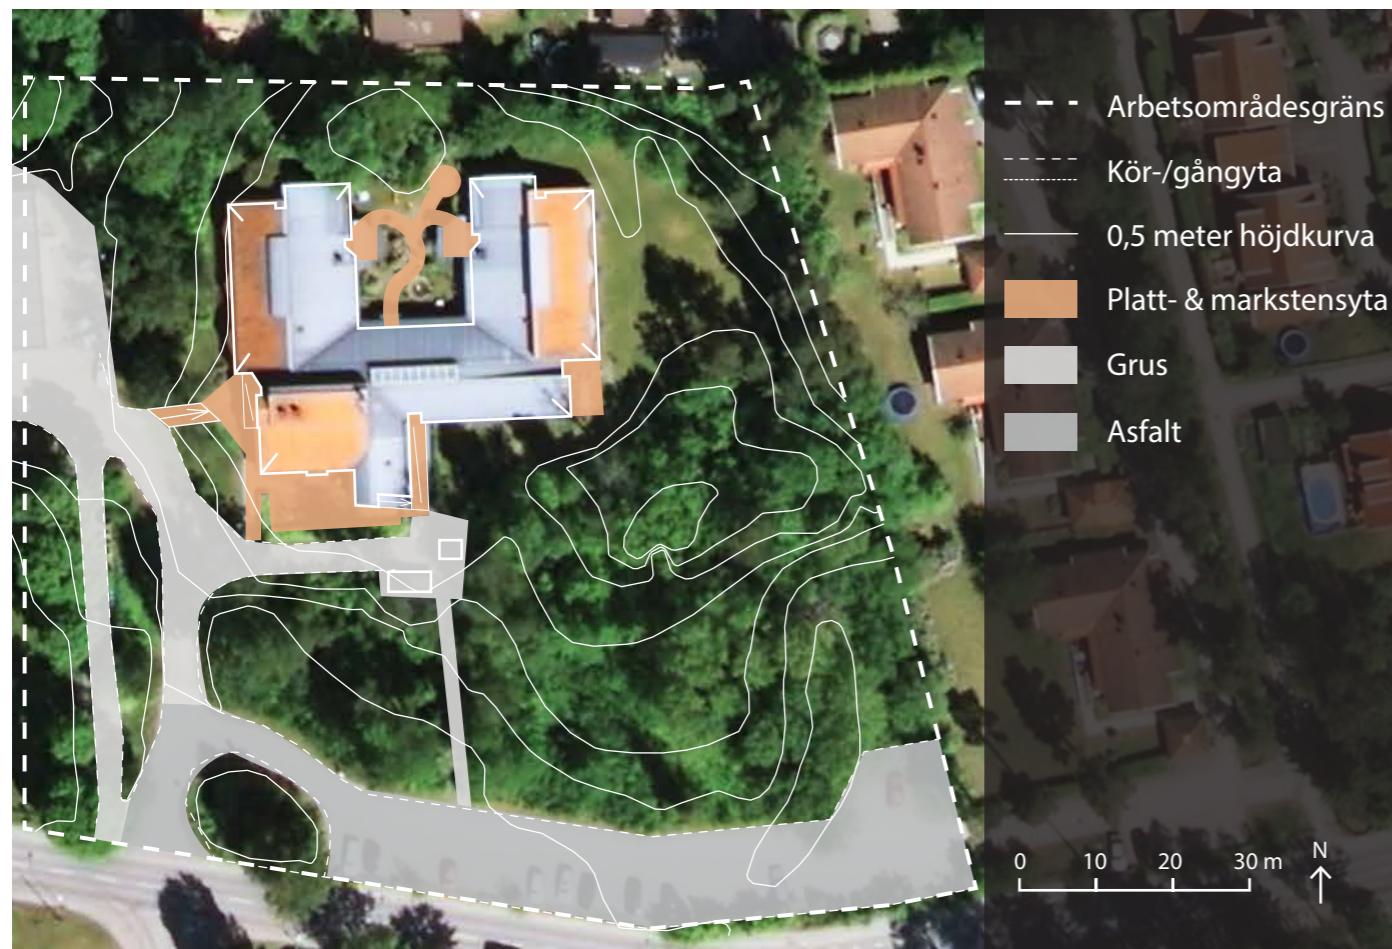 Arbetsområdesgräns
Kör-/gångyta
0,5 meter höjdkurva
Platt- & markstensyta
Grus
Asfalt
0 10 20 30 m
N